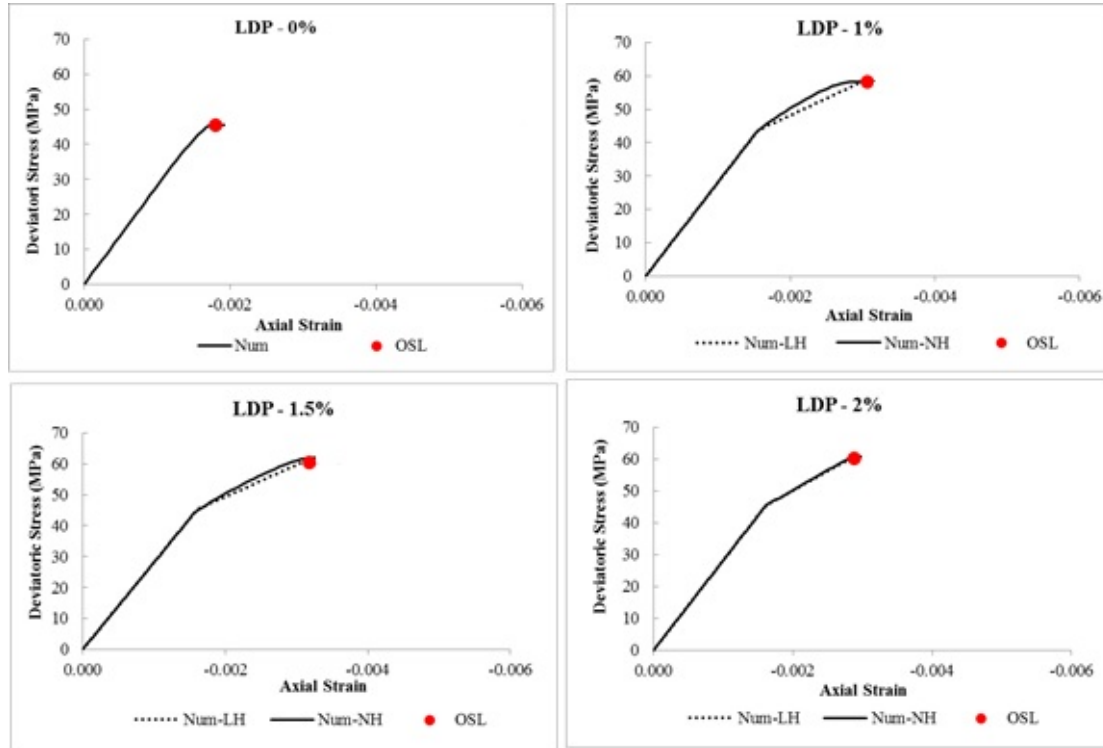 LDP - 0%
70
60
50
40
30
20
10
0
Deviatori Stress (MPa)
0.000 -0.002 -0.004 -0.006
Axial Strain
Num OSL
LDP - 1%
70
60
50
40
30
20
10
0
Deviatoric Stress (MPa)
0.000 -0.002 -0.004 -0.006
Axial Strain
Num-LH Num-NH OSL
LDP - 1.5%
70
60
50
40
30
20
10
0
Deviatoric Stress (MPa)
0.000 -0.002 -0.004 -0.006
Axial Strain
Num-LH Num-NH OSL
LDP - 2%
70
60
50
40
30
20
10
0
Deviatoric Stress (MPa)
0.000 -0.002 -0.004 -0.006
Axial Strain
Num-LH Num-NH OSL